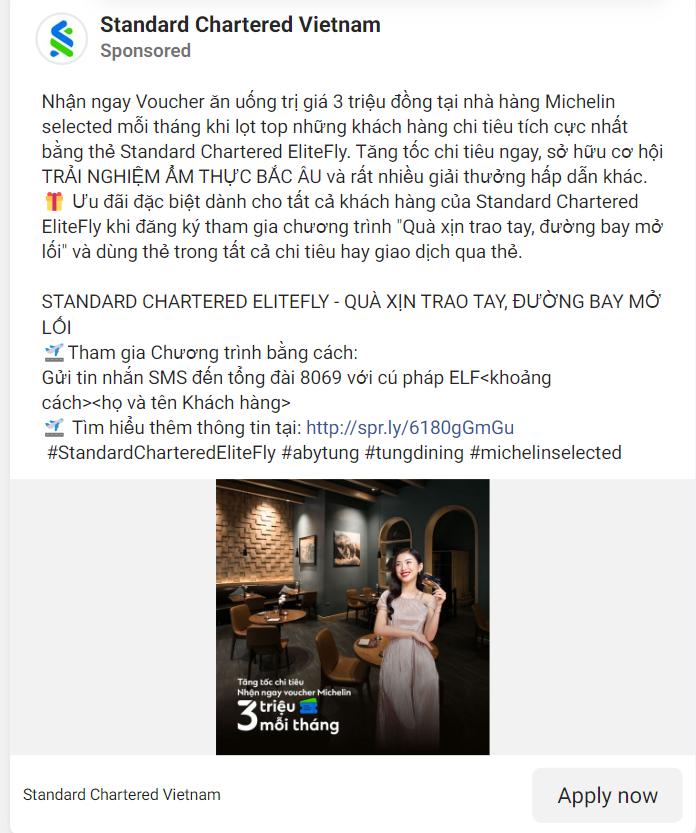 Standard Chartered Vietnam
Sponsored
Nhận ngay Voucher ăn uống trị giá 3 triệu đồng tại nhà hàng Michelin
selected mỗi tháng khi lọt top những khách hàng chi tiêu tích cực nhất
bằng thẻ Standard Chartered EliteFly. Tăng tốc chi tiêu ngay, sở hữu cơ hội
TRẢI NGHIỆM ẨM THỰC BẮC ÂU và rất nhiều giải thưởng hấp dẫn khác.
🎁 Ưu đãi đặc biệt dành cho tất cả khách hàng của Standard Chartered
EliteFly khi đăng ký tham gia chương trình "Quà xịn trao tay, đường bay mở
lối" và dùng thẻ trong tất cả chi tiêu hay giao dịch qua thẻ.
STANDARD CHARTERED ELITEFLY - QUÀ XỊN TRAO TAY, ĐƯỜNG BAY MỞ
LỐI
🛫 Tham gia Chương trình bằng cách:
Gửi tin nhắn SMS đến tổng đài 8069 với cú pháp ELF<khoảng
cách><họ và tên Khách hàng>
🛫 Tìm hiểu thêm thông tin tại: http://spr.ly/6180gGmGu
#StandardCharteredEliteFly #abytung #tungdining #michelinselected
Tăng tốc chi tiêu
Nhận ngay voucher Michelin
3 triệu
mỗi tháng
Standard Chartered Vietnam
Apply now